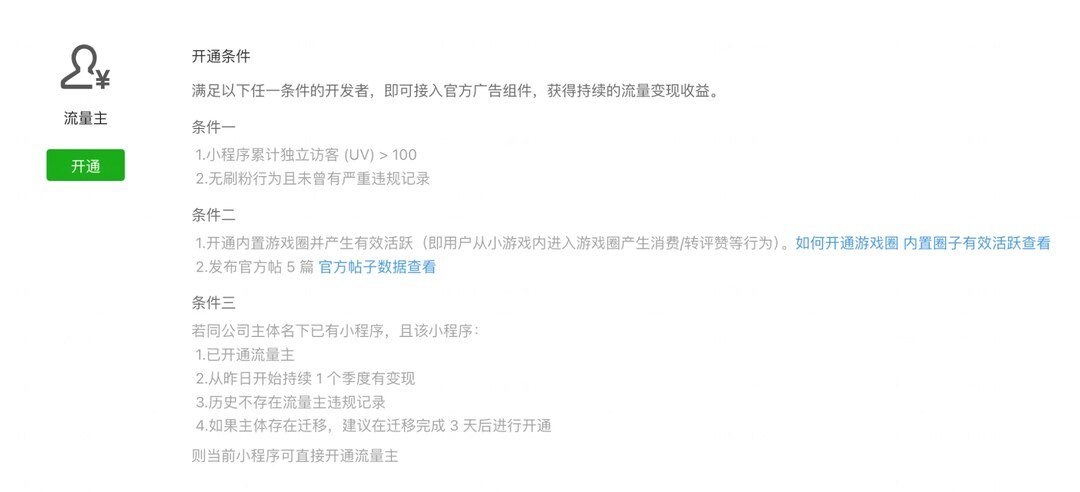 开通条件
满足以下任一条件的开发者，即可接入官方广告组件，获得持续的流量变现收益。
流量主
条件一
开通
1.小程序累计独立访客 (UV) > 100
2.无刷粉行为且未曾有严重违规记录
条件二
1.开通内置游戏圈并产生有效活跃（即用户从小游戏内进入游戏圈产生消费/转评赞等行为）。如何开通游戏圈 内置圈子有效活跃查看
2.发布官方帖 5 篇 官方帖子数据查看
条件三
若同公司主体名下已有小程序，且该小程序：
1.已开通流量主
2.从昨日开始持续 1 个季度有变现
3.历史不存在流量主违规记录
4.如果主体存在迁移，建议在迁移完成 3 天后进行开通
则当前小程序可直接开通流量主